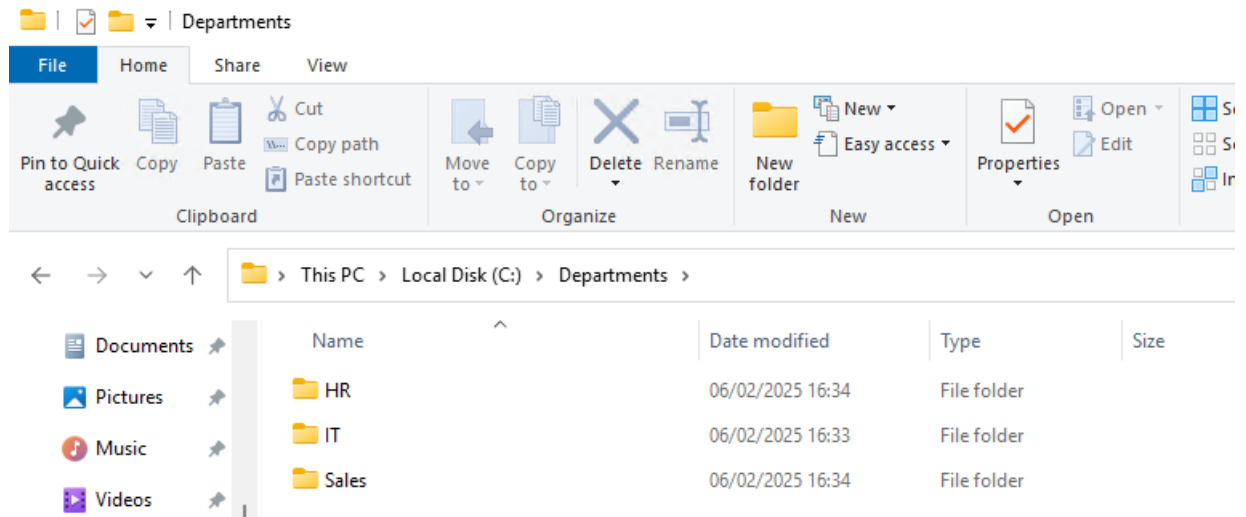 Departments
File Home Share View
Pin to Quick access
Copy
Paste
Cut
Copy path
Paste shortcut
Clipboard
Move to
Copy to
Delete
Rename
Organize
New folder
New
Easy access
New
Properties
Open
Edit
Open
This PC > Local Disk (C:) > Departments >
Documents
Pictures
Music
Videos
Name Date modified Type Size
HR 06/02/2025 16:34 File folder
IT 06/02/2025 16:33 File folder
Sales 06/02/2025 16:34 File folder